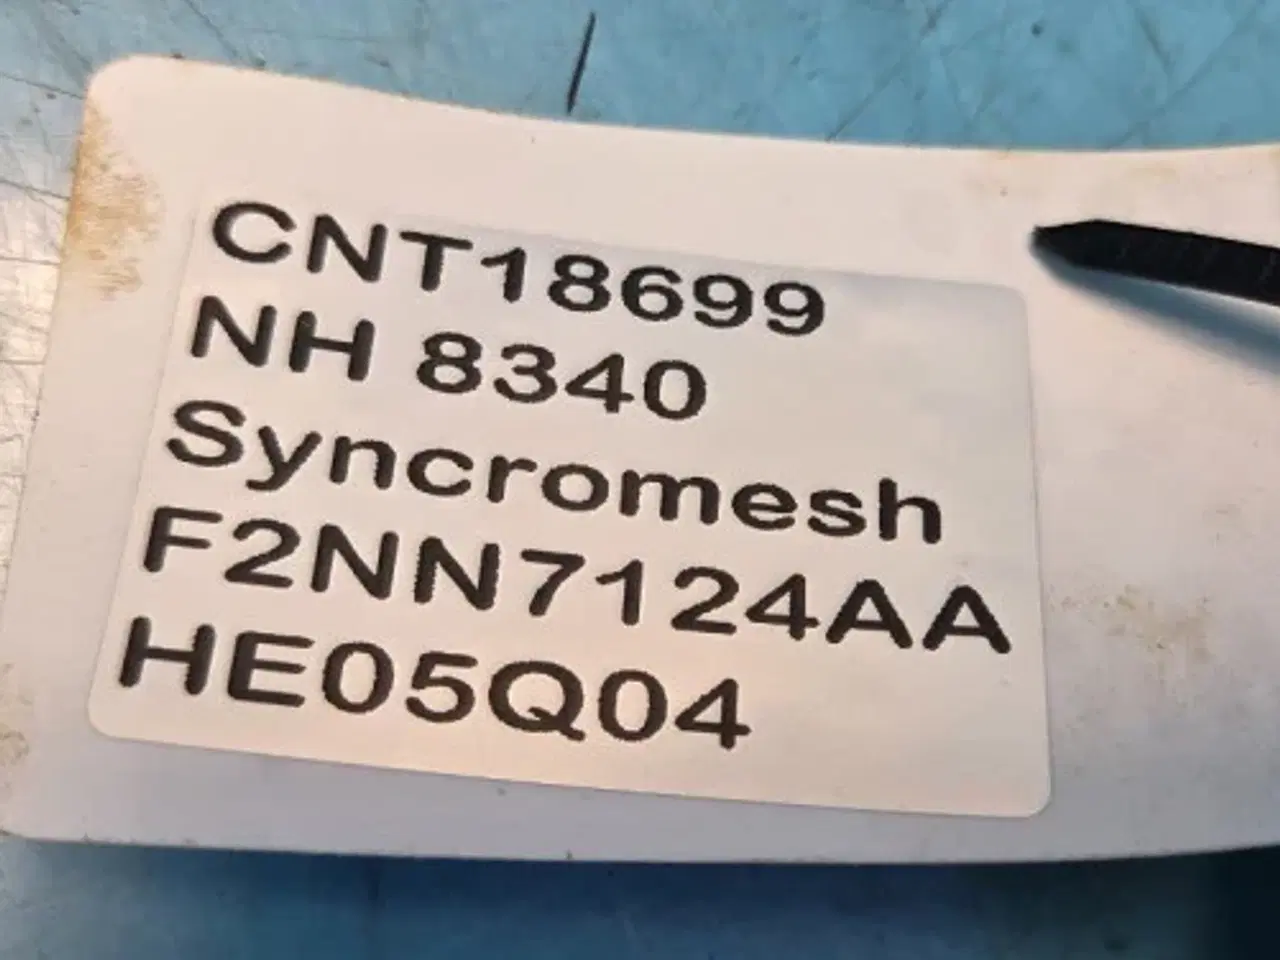 CNT18699
NH 8340
Syncromesh
F2NN7124AA
HE05Q04